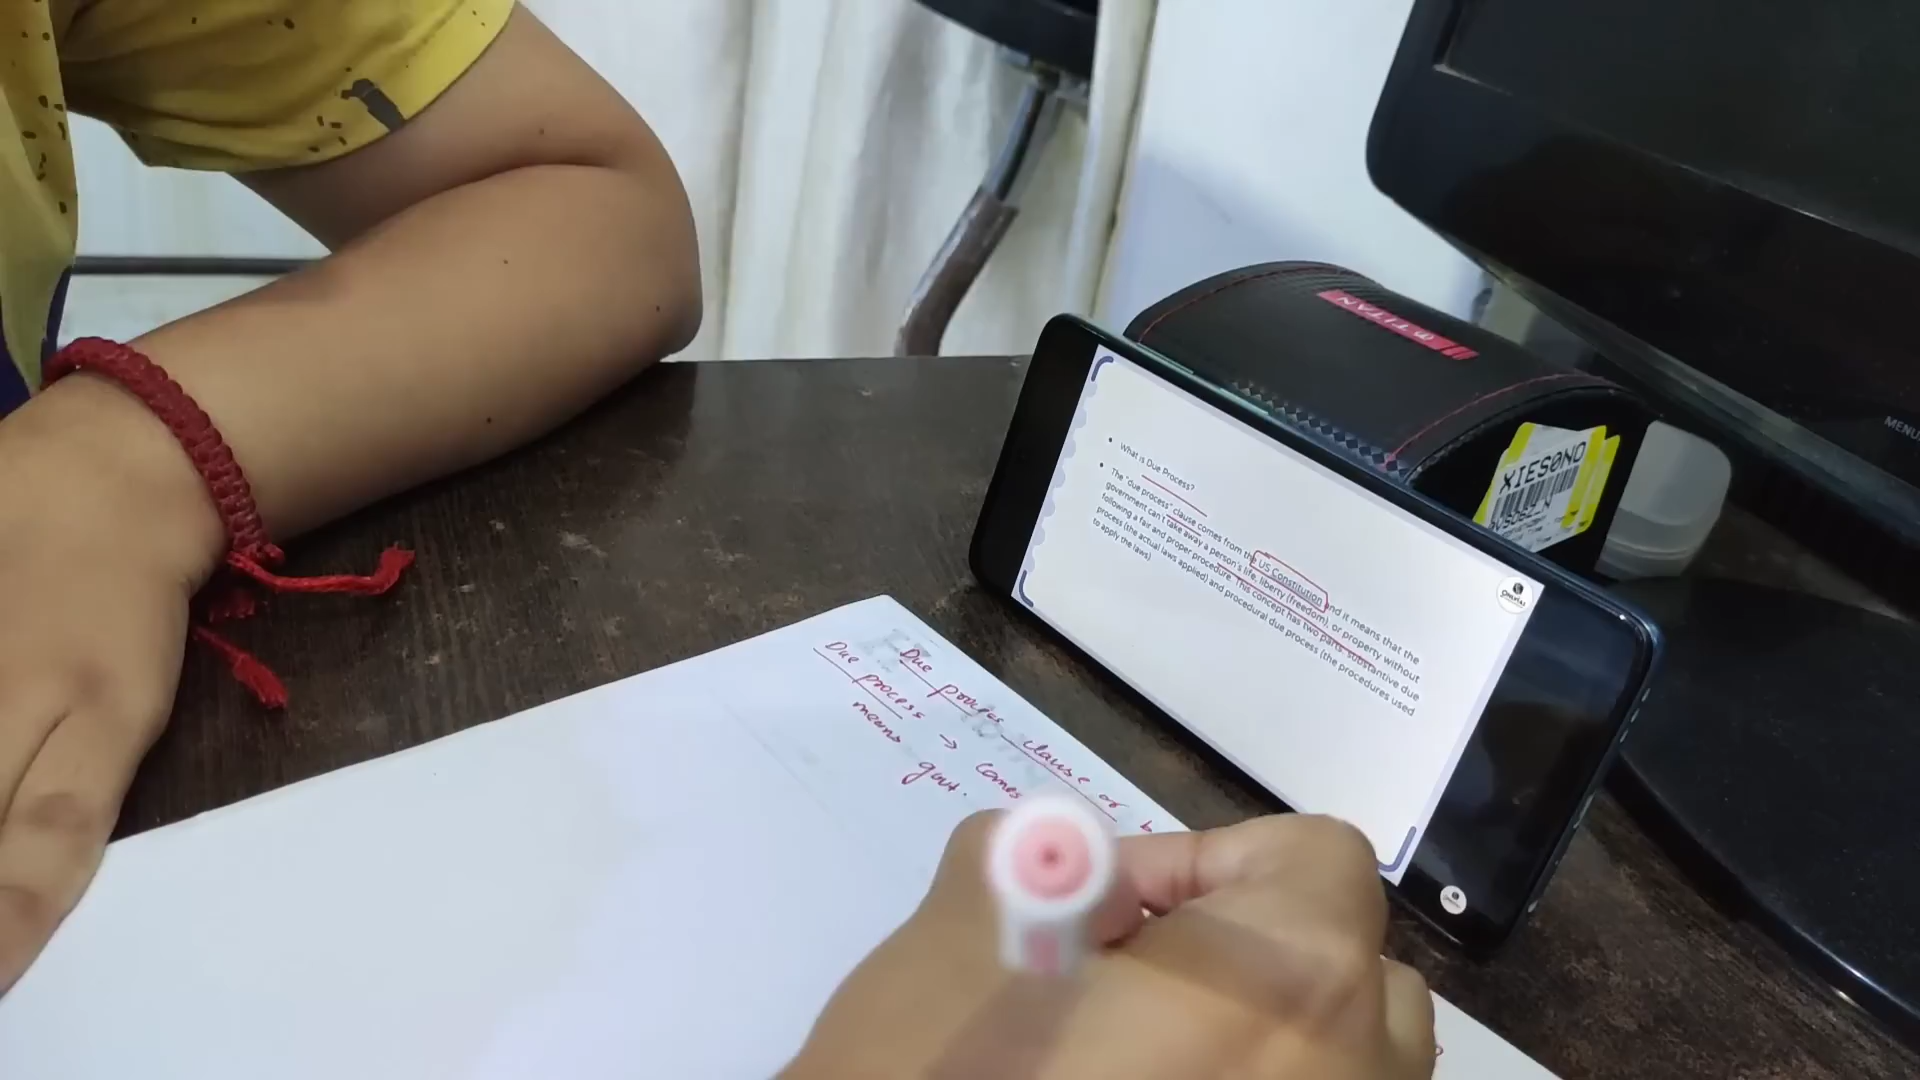 TITAN
MENU
XIESOND
What is Due Process?
The "due process" clause comes from the US Constitution and it means that the
government can't take away a person's life, liberty (freedom), or property without
following a fair and proper procedure. This concept has two parts, substantive due
process (the actual laws applied) and procedural due process (the procedures used
to apply the laws)
Due process clause or
Due process → comes
means govt.